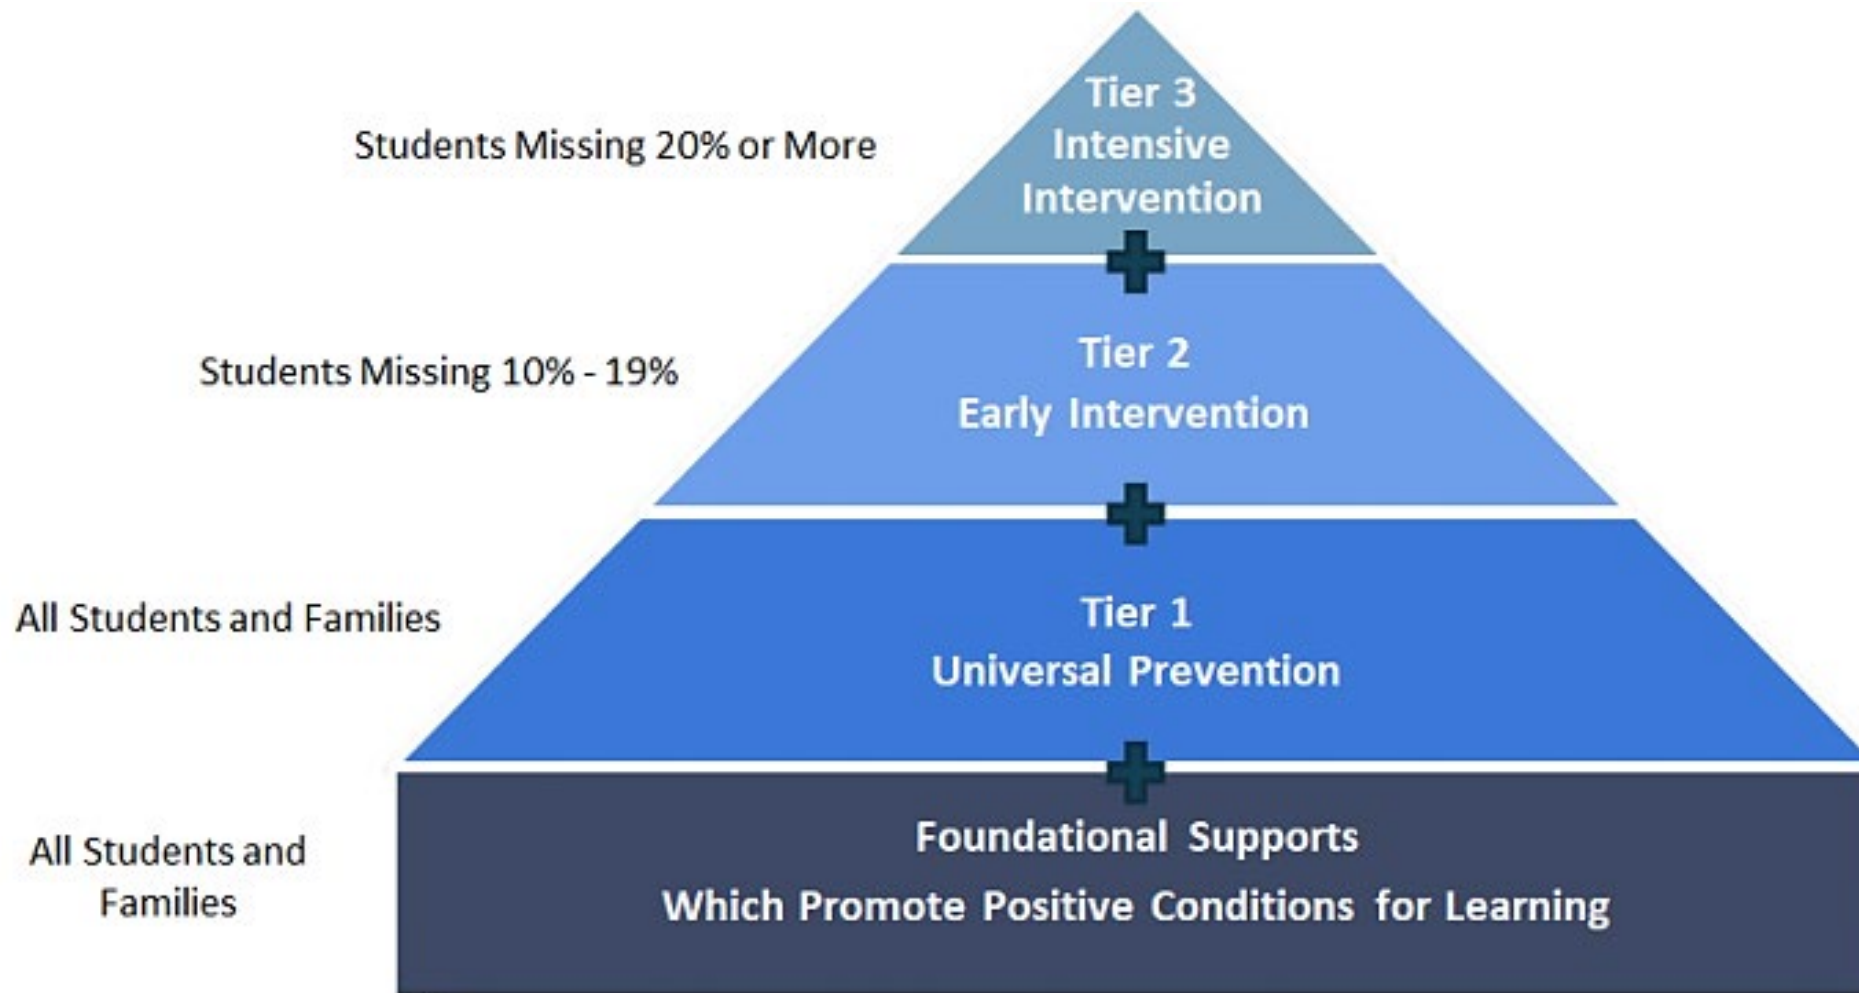 Students Missing 20% or More
Tier 3
Intensive
Intervention
Students Missing 10% - 19%
Tier 2
Early Intervention
All Students and Families
Tier 1
Universal Prevention
All Students and
Families
Foundational Supports
Which Promote Positive Conditions for Learning